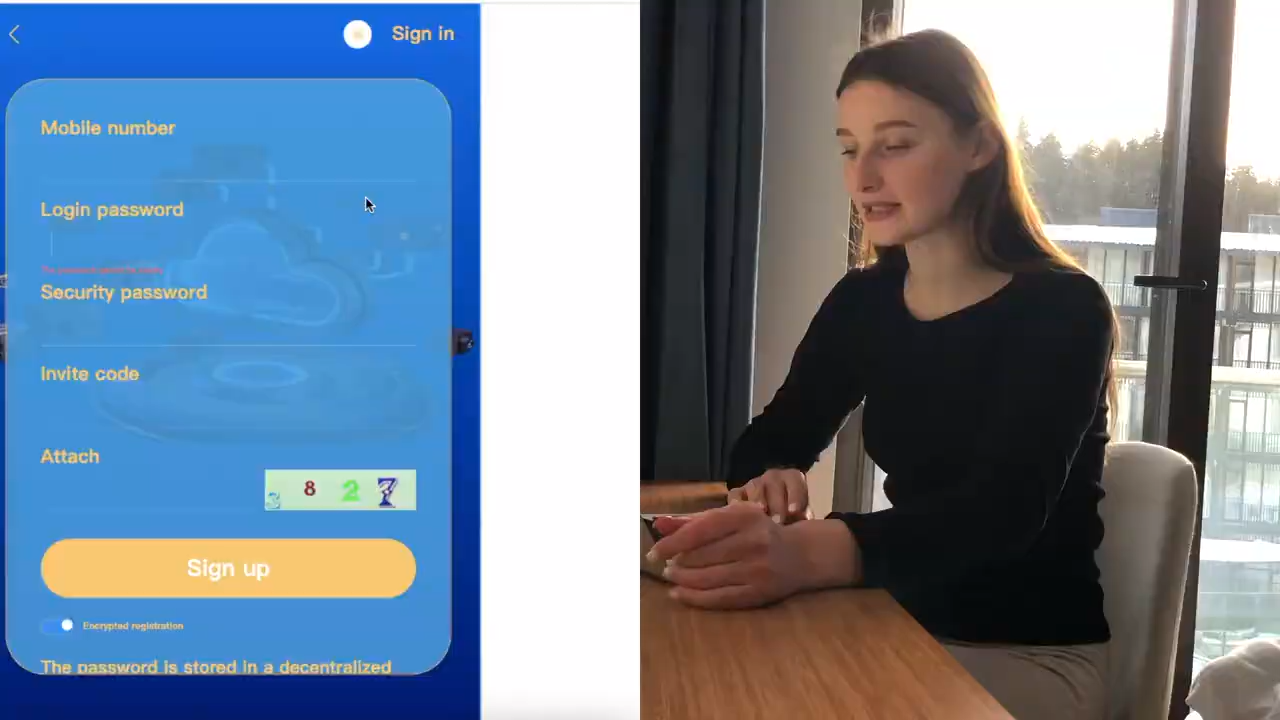 Sign in
Mobile number
Login password
Security password
Invite code
Attach
3 8 2 7
Sign up
Encrypted registration
The password is stored in a decentralized